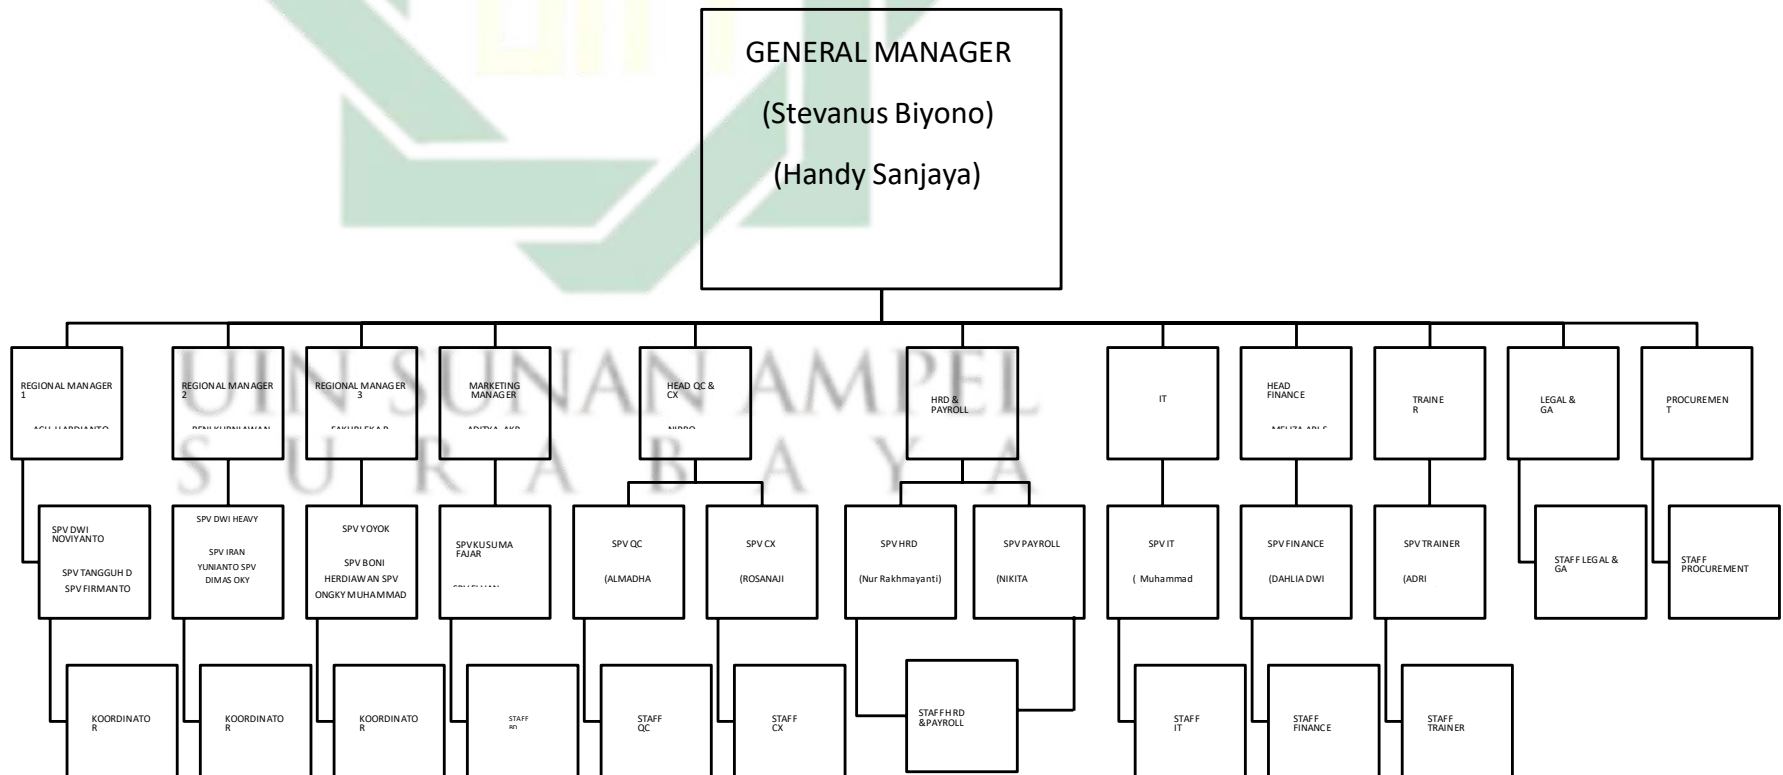 GENERAL MANAGER
(Stevanus Biyono)
(Handy Sanjaya)
REGIONAL MANAGER
1
REGIONAL MANAGER
2
REGIONAL MANAGER
3
MARKETING
MANAGER
HEAD QC &
CX
HRD &
PAYROLL
IT
HEAD
FINANCE
TRAINE
R
LEGAL &
GA
PROCUREMEN
T
UIN SUNAN AMPEL
SURABAYA
SPV DWI
NOVIYANTO
SPV TANGGUH D
SPV FIRMANTO
SPV DWI HEAVY
SPV IRAN
YUNIANTO SPV
DIMAS OKY
SPV YOYOK
SPV BONI
HERDIAWAN SPV
ONGKY MUHAMMAD
SPV KUSUMA
FAJAR
SPV QC
(ALMADHA
SPV CX
(ROSANAJI
SPV HRD
(Nur Rakhmayanti)
SPV PAYROLL
(NIKITA
SPV IT
( Muhammad
SPV FINANCE
(DAHLIA DWI
SPV TRAINER
(ADRI
STAFF LEGAL &
GA
STAFF
PROCUREMENT
KOORDINATO
R
KOORDINATO
R
KOORDINATO
R
STAFF
STAFF
QC
STAFF
CX
STAFF HRD
&PAYROLL
STAFF
IT
STAFF
FINANCE
STAFF
TRAINER